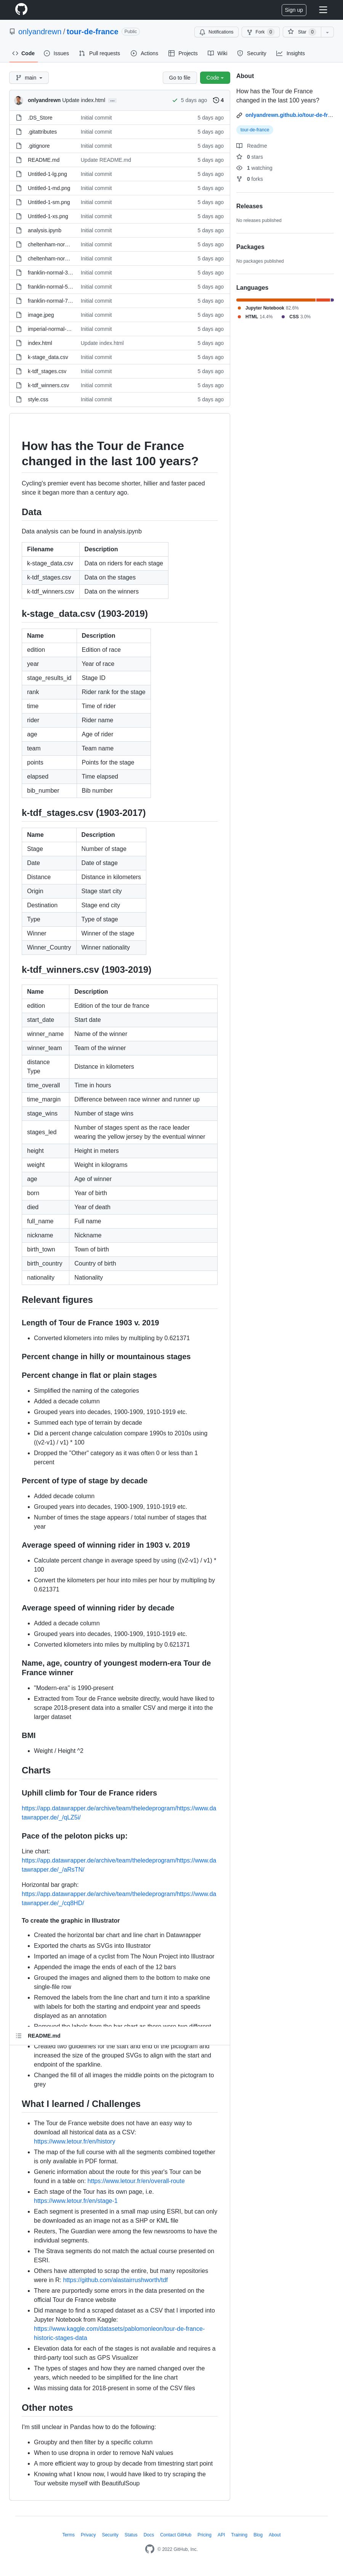 Sign up
onlyandrewn / tour-de-france Public
Notifications
Fork 0
Star 0
Code
Issues
Pull requests
Actions
Projects
Wiki
Security
Insights
main
Go to file
Code
onlyandrewn Update index.html ... 5 days ago 4
.DS_Store Initial commit 5 days ago
.gitattributes Initial commit 5 days ago
.gitignore Initial commit 5 days ago
README.md Update README.md 5 days ago
Untitled-1-lg.png Initial commit 5 days ago
Untitled-1-md.png Initial commit 5 days ago
Untitled-1-sm.png Initial commit 5 days ago
Untitled-1-xs.png Initial commit 5 days ago
analysis.ipynb Initial commit 5 days ago
cheltenham-nor... Initial commit 5 days ago
cheltenham-nor... Initial commit 5 days ago
franklin-normal-3... Initial commit 5 days ago
franklin-normal-5... Initial commit 5 days ago
franklin-normal-7... Initial commit 5 days ago
image.jpeg Initial commit 5 days ago
imperial-normal-... Initial commit 5 days ago
index.html Update index.html 5 days ago
k-stage_data.csv Initial commit 5 days ago
k-tdf_stages.csv Initial commit 5 days ago
k-tdf_winners.csv Initial commit 5 days ago
style.css Initial commit 5 days ago
About
How has the Tour de France
changed in the last 100 years?
onlyandrewn.github.io/tour-de-fr...
tour-de-france
Readme
0 stars
1 watching
0 forks
Releases
No releases published
Packages
No packages published
Languages
Jupyter Notebook 82.6%
HTML 14.4% CSS 3.0%
How has the Tour de France
changed in the last 100 years?
Cycling's premier event has become shorter, hillier and faster paced
since it began more than a century ago.
Data
Data analysis can be found in analysis.ipynb
Filename Description
k-stage_data.csv Data on riders for each stage
k-tdf_stages.csv Data on the stages
k-tdf_winners.csv Data on the winners
k-stage_data.csv (1903-2019)
Name Description
edition Edition of race
year Year of race
stage_results_id Stage ID
rank Rider rank for the stage
time Time of rider
rider Rider name
age Age of rider
team Team name
points Points for the stage
elapsed Time elapsed
bib_number Bib number
k-tdf_stages.csv (1903-2017)
Name Description
Stage Number of stage
Date Date of stage
Distance Distance in kilometers
Origin Stage start city
Destination Stage end city
Type Type of stage
Winner Winner of the stage
Winner_Country Winner nationality
k-tdf_winners.csv (1903-2019)
Name Description
edition Edition of the tour de france
start_date Start date
winner_name Name of the winner
winner_team Team of the winner
distance
Type Distance in kilometers
time_overall Time in hours
time_margin Difference between race winner and runner up
stage_wins Number of stage wins
stages_led Number of stages spent as the race leader
wearing the yellow jersey by the eventual winner
height Height in meters
weight Weight in kilograms
age Age of winner
born Year of birth
died Year of death
full_name Full name
nickname Nickname
birth_town Town of birth
birth_country Country of birth
nationality Nationality
Relevant figures
Length of Tour de France 1903 v. 2019
Converted kilometers into miles by multipling by 0.621371
Percent change in hilly or mountainous stages
Percent change in flat or plain stages
Simplified the naming of the categories
Added a decade column
Grouped years into decades, 1900-1909, 1910-1919 etc.
Summed each type of terrain by decade
Did a percent change calculation compare 1990s to 2010s using
((v2-v1) / v1) * 100
Dropped the "Other" category as it was often 0 or less than 1
percent
Percent of type of stage by decade
Added decade column
Grouped years into decades, 1900-1909, 1910-1919 etc.
Number of times the stage appears / total number of stages that
year
Average speed of winning rider in 1903 v. 2019
Calculate percent change in average speed by using ((v2-v1) / v1) *
100
Convert the kilometers per hour into miles per hour by multipling by
0.621371
Average speed of winning rider by decade
Added a decade column
Grouped years into decades, 1900-1909, 1910-1919 etc.
Converted kilometers into miles by multipling by 0.621371
Name, age, country of youngest modern-era Tour de
France winner
"Modern-era" is 1990-present
Extracted from Tour de France website directly, would have liked to
scrape 2018-present data into a smaller CSV and merge it into the
larger dataset
BMI
Weight / Height ^2
Charts
Uphill climb for Tour de France riders
https://app.datawrapper.de/archive/team/theledeprogram/https://www.da
tawrapper.de/_/qLZ5i/
Pace of the peloton picks up:
Line chart:
https://app.datawrapper.de/archive/team/theledeprogram/https://www.da
tawrapper.de/_/aRsTN/
Horizontal bar graph:
https://app.datawrapper.de/archive/team/theledeprogram/https://www.da
tawrapper.de/_/cq8HD/
To create the graphic in Illustrator
Created the horizontal bar chart and line chart in Datawrapper
Exported the charts as SVGs into Illustrator
Imported an image of a cyclist from The Noun Project into Illustraor
Appended the image the ends of each of the 12 bars
Grouped the images and aligned them to the bottom to make one
single-file row
Removed the labels from the line chart and turn it into a sparkline
with labels for both the starting and endpoint year and speeds
displayed as an annotation
README.md
Created two guidelines for the start and end of the pictogram and
increased the size of the grouped SVGs to align with the start and
endpoint of the sparkline.
Changed the fill of all images the middle points on the pictogram to
grey
What I learned / Challenges
The Tour de France website does not have an easy way to
download all historical data as a CSV:
https://www.letour.fr/en/history
The map of the full course with all the segments combined together
is only available in PDF format.
Generic information about the route for this year's Tour can be
found in a table on: https://www.letour.fr/en/overall-route
Each stage of the Tour has its own page, i.e.
https://www.letour.fr/en/stage-1
Each segment is presented in a small map using ESRI, but can only
be downloaded as an image not as a SHP or KML file
Reuters, The Guardian were among the few newsrooms to have the
individual segments.
The Strava segments do not match the actual course presented on
ESRI.
Others have attempted to scrap the entire, but many repositories
were in R: https://github.com/alastairrushworth/tdf
There are purportedly some errors in the data presented on the
official Tour de France website
Did manage to find a scraped dataset as a CSV that I imported into
Jupyter Notebook from Kaggle:
https://www.kaggle.com/datasets/pablomonleon/tour-de-france-
historic-stages-data
Elevation data for each of the stages is not available and requires a
third-party tool such as GPS Visualizer
The types of stages and how they are named changed over the
years, which needed to be simplified for the line chart
Was missing data for 2018-present in some of the CSV files
Other notes
I'm still unclear in Pandas how to do the following:
Groupby and then filter by a specific column
When to use dropna in order to remove NaN values
A more efficient way to group by decade from timestring start point
Knowing what I know now, I would have liked to try scraping the
Tour website myself with BeautifulSoup
Terms Privacy Security Status Docs Contact GitHub Pricing API Training Blog About
© 2022 GitHub, Inc.